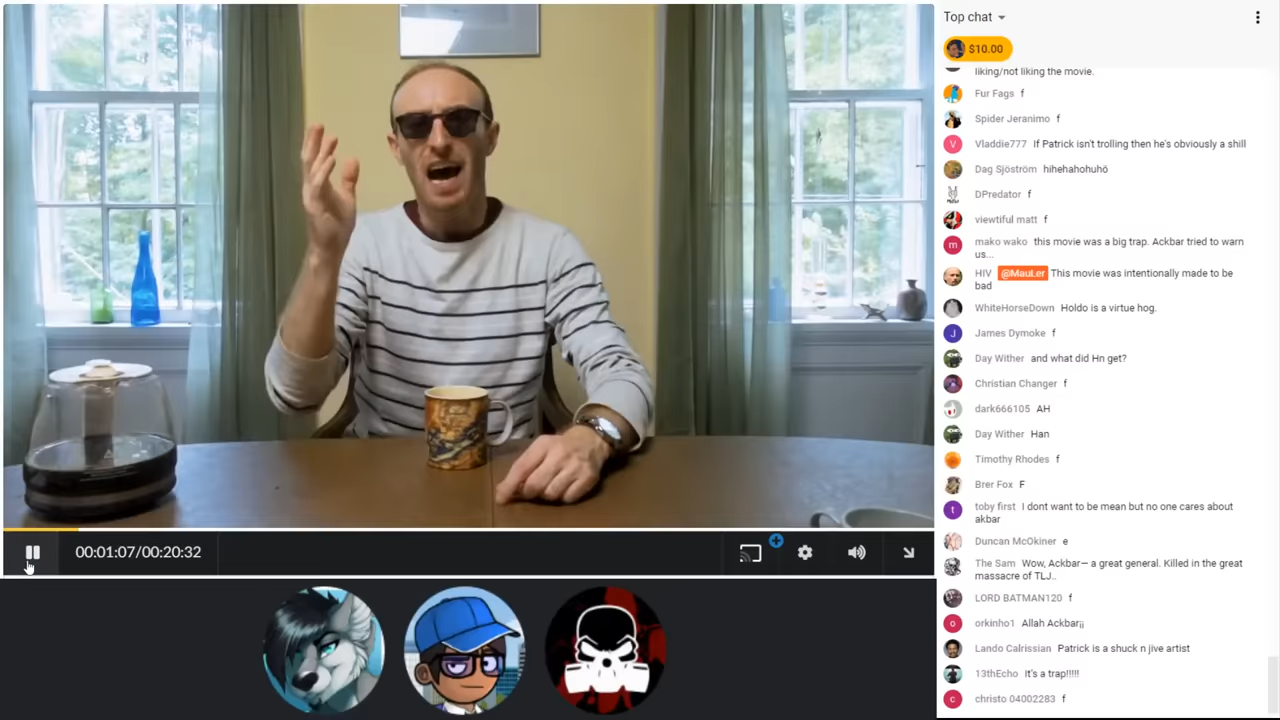 Top chat
$10.00
liking/not liking the movie.
Fur Fags f
Spider Jeranimo f
V Vladdie777 If Patrick isn't trolling then he's obviously a shill
Dag Sjöström hihehahohuhö
DPredator f
viewtiful matt f
m mako wako this movie was a big trap. Ackbar tried to warn
us...
HIV @MauLer This movie was intentionally made to be
bad
WhiteHorseDown Holdo is a virtue hog.
J James Dymoke f
Day Wither and what did Hn get?
Christian Changer f
dark666105 AH
Day Wither Han
Timothy Rhodes f
Brer Fox F
t toby first I dont want to be mean but no one cares about
akbar
Duncan McOkiner e
The Sam Wow, Ackbar— a great general. Killed in the great
massacre of TLJ..
LORD BATMAN120 f
o orkinho1 Allah Ackbar¡¡
Lando Calrissian Patrick is a shuck n jive artist
13thEcho It's a trap!!!!!
c christo 04002283 f
00:01:07/00:20:32